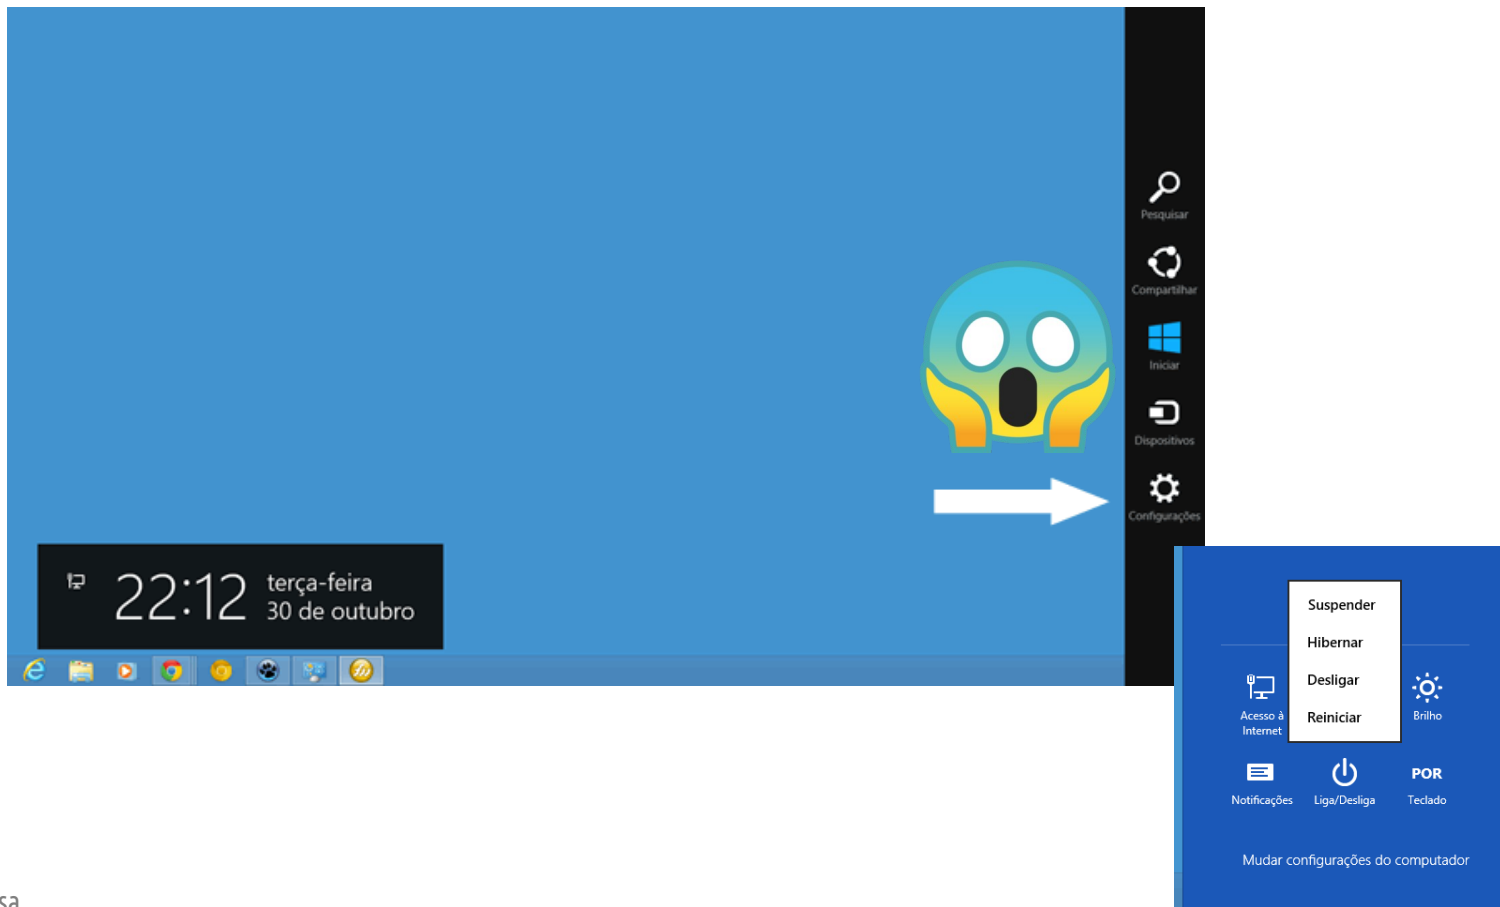 Pesquisar
Compartilhar
Iniciar
Dispositivos
Configurações
22:12
terça-feira
30 de outubro
Suspender
Hibernar
Desligar
Reiniciar
Acesso à
Internet
Brilho
Notificações
Liga/Desliga
POR
Teclado
Mudar configurações do computador